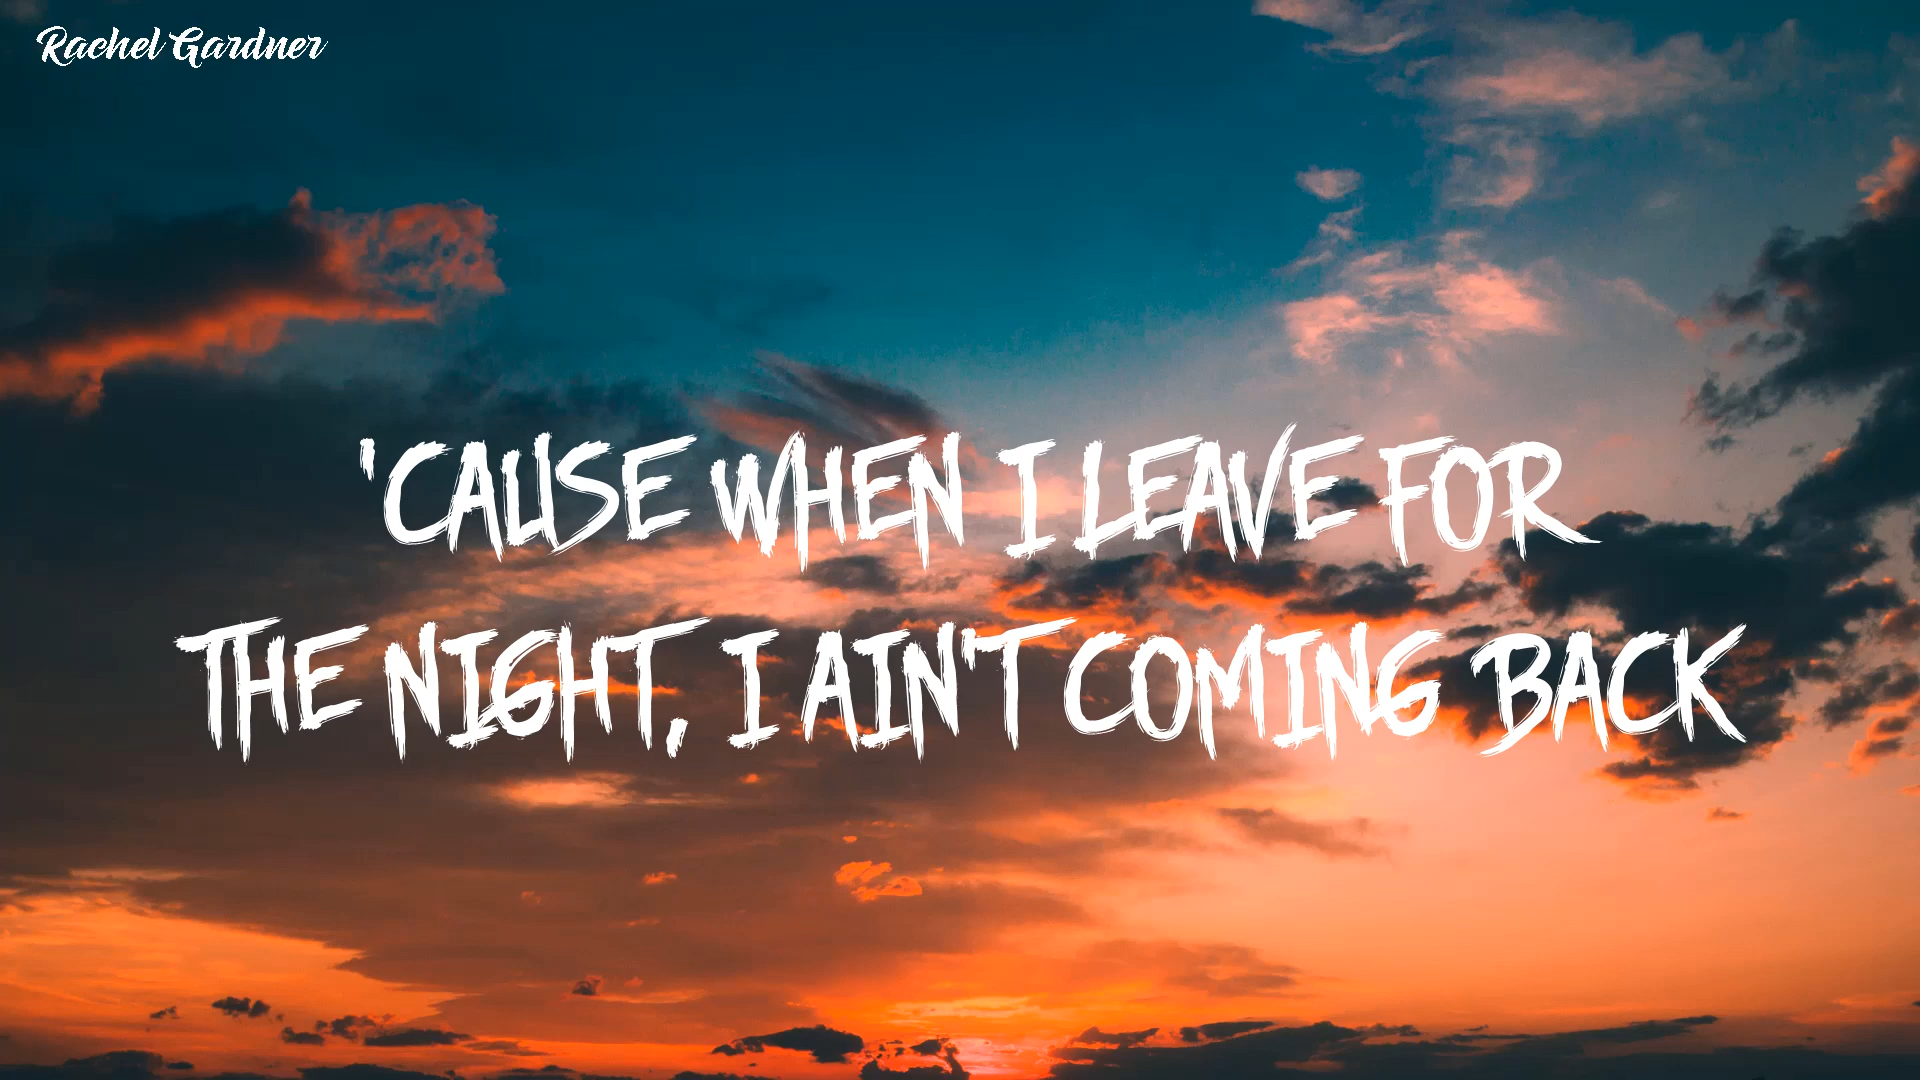 Rachel Gardner
'CAUSE WHEN I LEAVE FOR
THE NIGHT, I AIN'T COMING BACK